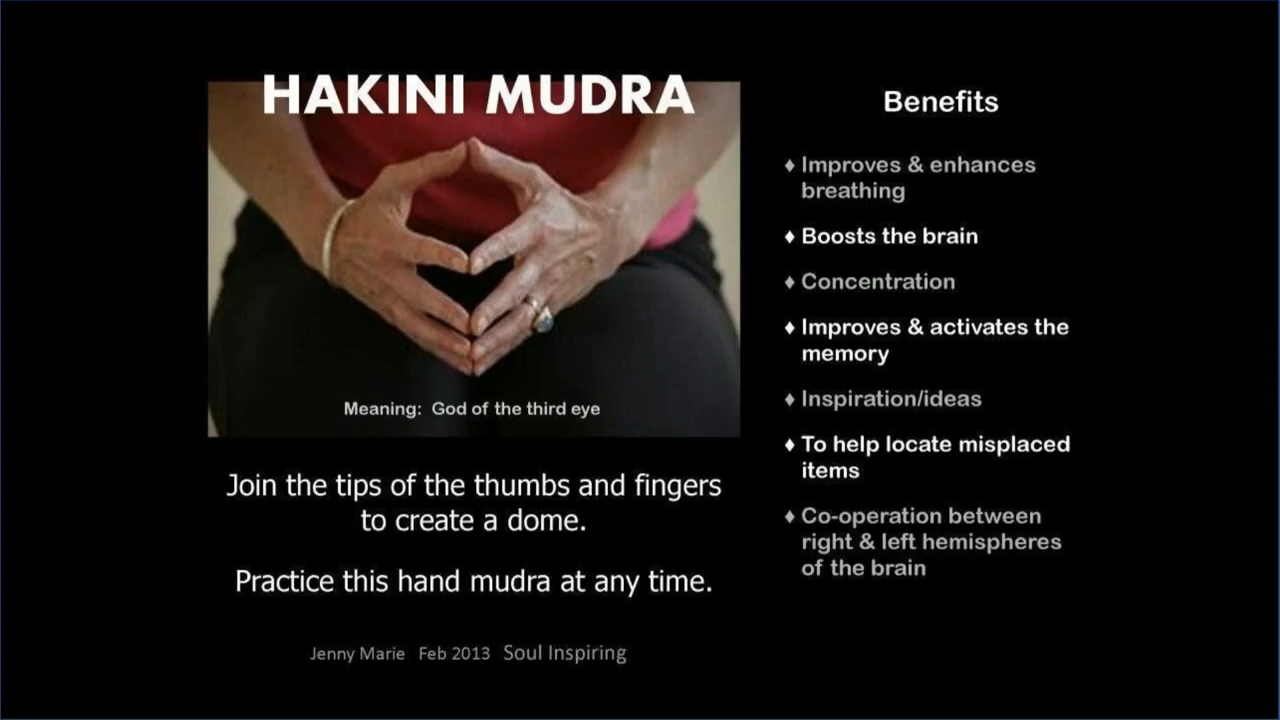 HAKINI MUDRA
Meaning: God of the third eye
Join the tips of the thumbs and fingers
to create a dome.
Practice this hand mudra at any time.
Jenny Marie Feb 2013 Soul Inspiring
Benefits
♦ Improves & enhances
breathing
♦ Boosts the brain
♦ Concentration
♦ Improves & activates the
memory
♦ Inspiration/ideas
♦ To help locate misplaced
items
♦ Co-operation between
right & left hemispheres
of the brain